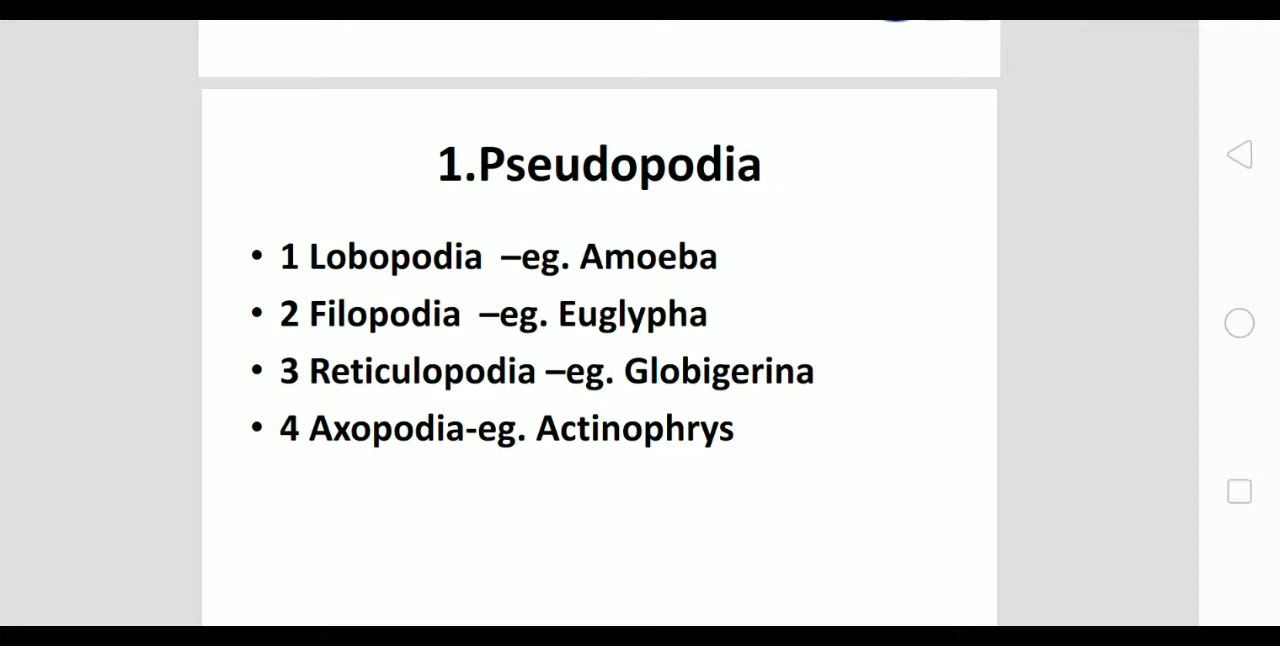 1.Pseudopodia
• 1 Lobopodia –eg. Amoeba
• 2 Filopodia –eg. Euglypha
• 3 Reticulopodia –eg. Globigerina
• 4 Axopodia-eg. Actinophrys